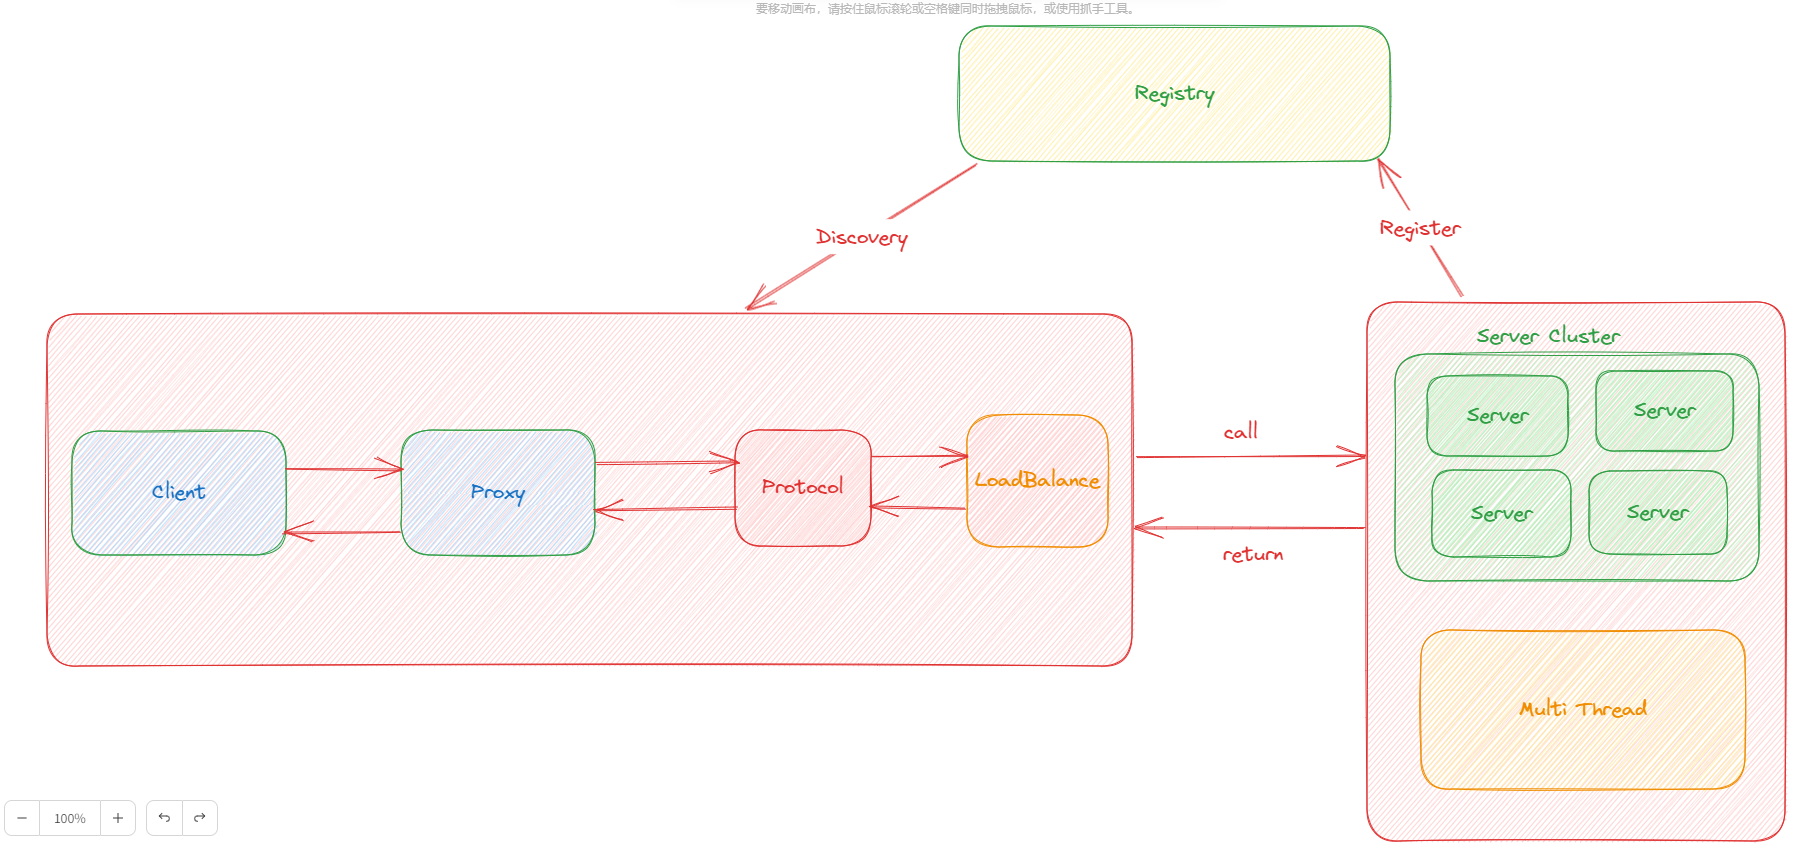 要移动画布，请按住鼠标滚轮或空格键同时拖拽鼠标，或使用抓手工具。
Registry
Discovery
Register
Server Cluster
Server
Server
Server
Server
call
Client
Proxy
Protocol
LoadBalance
return
Multi Thread
100%